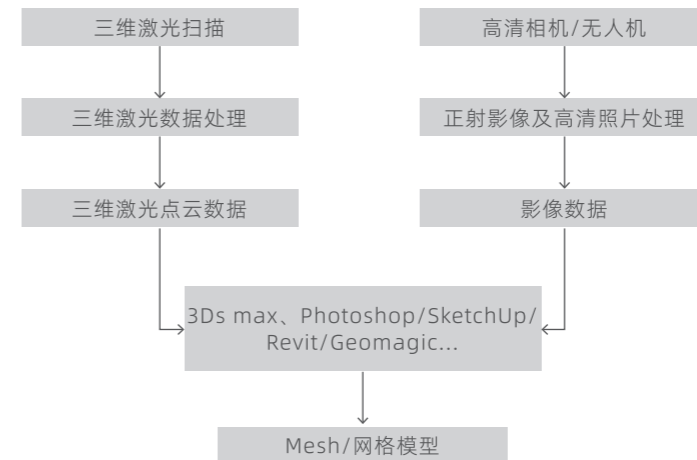 三维激光扫描
高清相机/无人机
三维激光数据处理
正射影像及高清照片处理
三维激光点云数据
影像数据
3Ds max、Photoshop/SketchUp/
Revit/Geomagic...
Mesh/网格模型